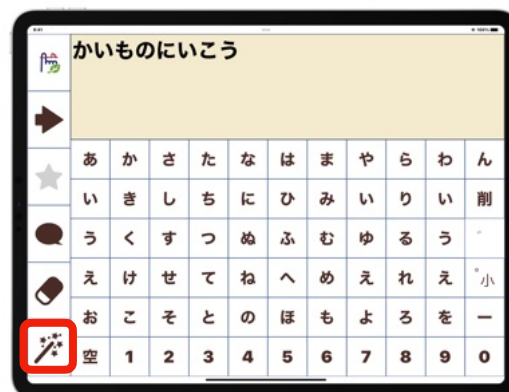 かいものにいこう
あ か さ た な は ま や ら わ ん
い き し ち に ひ み い り い 削
う く す つ ぬ ふ む ゆ る う ゛
え け せ て ね へ め え れ え ゜小
お こ そ と の ほ も よ ろ を ー
空 1 2 3 4 5 6 7 8 9 0